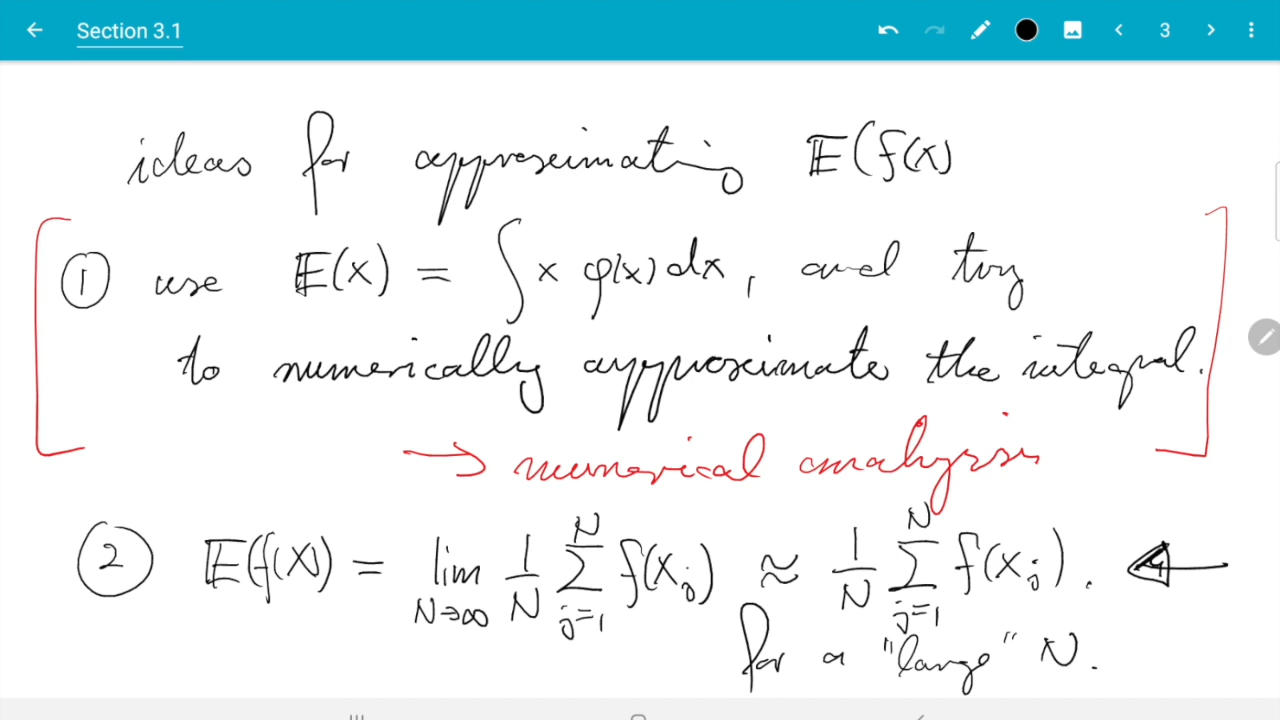 Section 3.1
3
ideas for approximating 𝔼(f(X)
① use 𝔼(X) = ∫ x φ(x) dx, and try
to numerically approximate the integral.
→ numerical analysis
② 𝔼(f(X)) = lim_{N→∞} 1/N ∑_{j=1}^{N} f(X_j) ≈ 1/N ∑_{j=1}^{N} f(X_j). ←
for a "large" N.